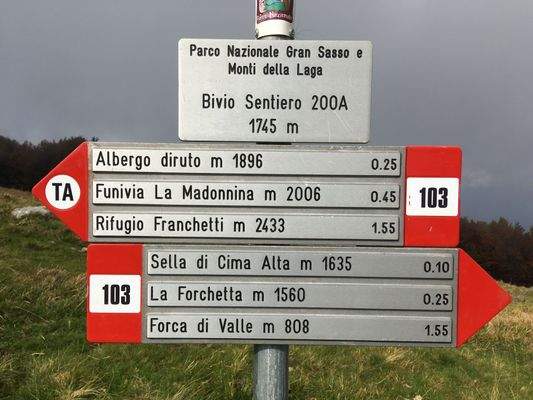 Parco Nazionale Gran Sasso e
Monti della Laga
Bivio Sentiero 200A
1745 m
TA
Albergo diruto m 1896 0.25
Funivia La Madonnina m 2006 0.45
Rifugio Franchetti m 2433 1.55
103
103
Sella di Cima Alta m 1635 0.10
La Forchetta m 1560 0.25
Forca di Valle m 808 1.55